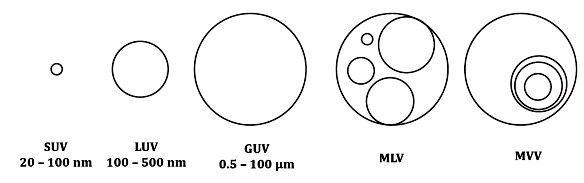 SUV
20 – 100 nm
LUV
100 – 500 nm
GUV
0.5 – 100 μm
MLV
MVV